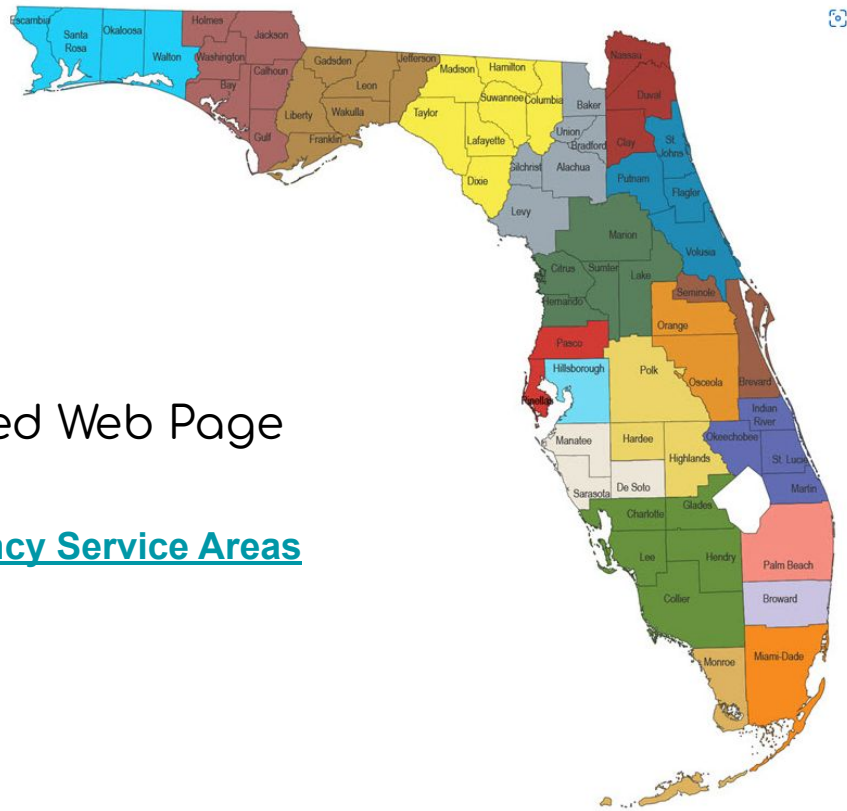 Escambia
Santa
Rosa
Okaloosa
Walton
Holmes
Jackson
Washington
Calhoun
Bay
Gulf
Gadsden
Jefferson
Leon
Liberty
Wakulla
Franklin
Madison
Hamilton
Suwannee
Columbia
Taylor
Lafayette
Dixie
Baker
Union
Bradford
Gilchrist
Alachua
Levy
Nassau
Duval
Clay
St.
Johns
Putnam
Flagler
Volusia
Marion
Citrus
Sumter
Lake
Hernando
Seminole
Orange
Pasco
Hillsborough
Polk
Osceola
Brevard
Pinellas
ed Web Page
Indian
River
Manatee
Hardee
Okeechobee
Highlands
St. Lucie
De Soto
Sarasota
Martin
Glades
Charlotte
ncy Service Areas
Lee
Hendry
Palm Beach
Collier
Broward
Monroe
Miami-Dade